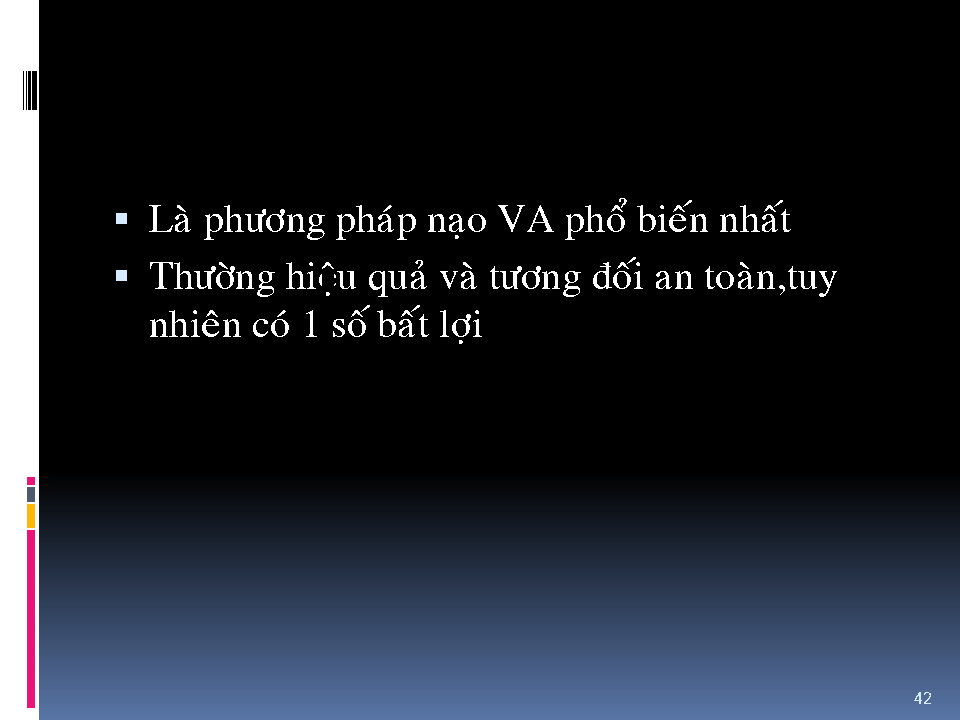 Là phương pháp nạo VA phổ biến nhất
Thường hiệu quả và tương đối an toàn,tuy
nhiên có 1 số bất lợi
42